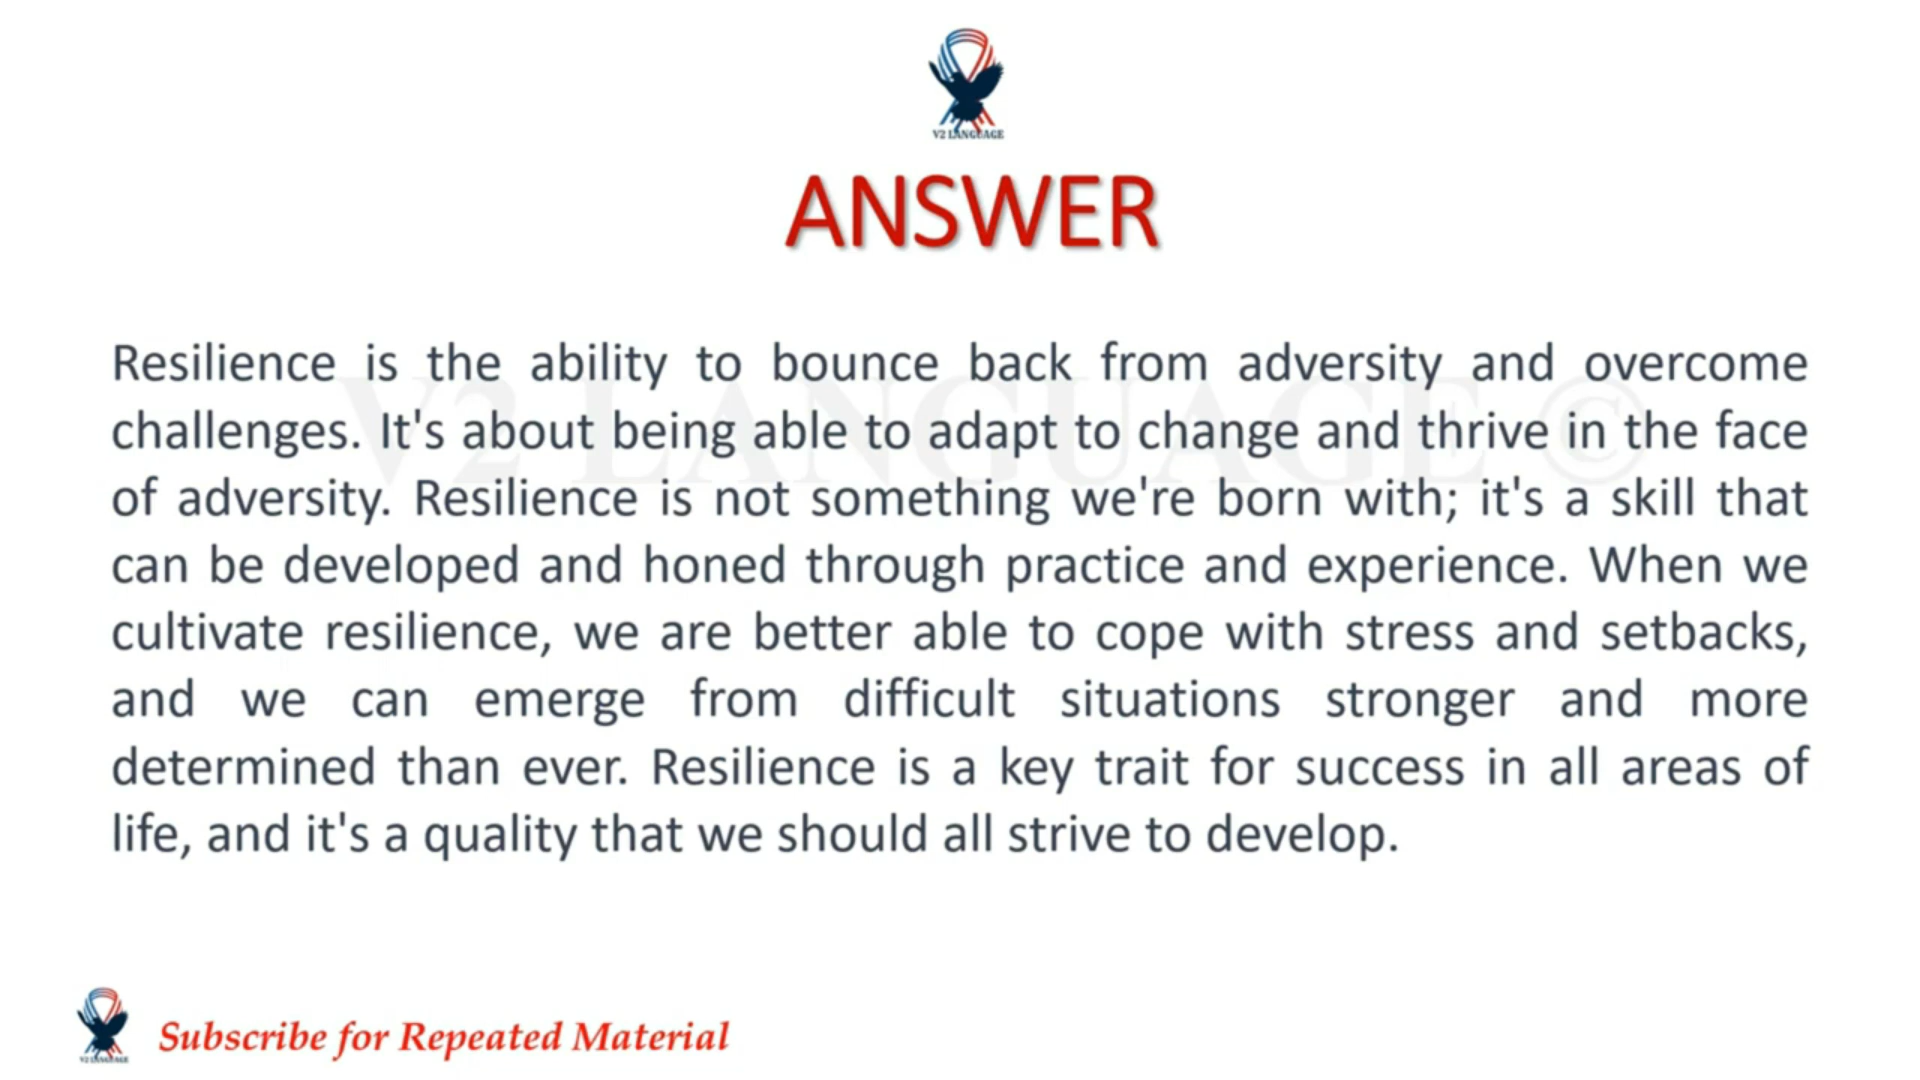 V2 LANGUAGE
ANSWER
Resilience is the ability to bounce back from adversity and overcome
challenges. It's about being able to adapt to change and thrive in the face
of adversity. Resilience is not something we're born with; it's a skill that
can be developed and honed through practice and experience. When we
cultivate resilience, we are better able to cope with stress and setbacks,
and we can emerge from difficult situations stronger and more
determined than ever. Resilience is a key trait for success in all areas of
life, and it's a quality that we should all strive to develop.
V2 LANGUAGE ©
V2 LANGUAGE
Subscribe for Repeated Material